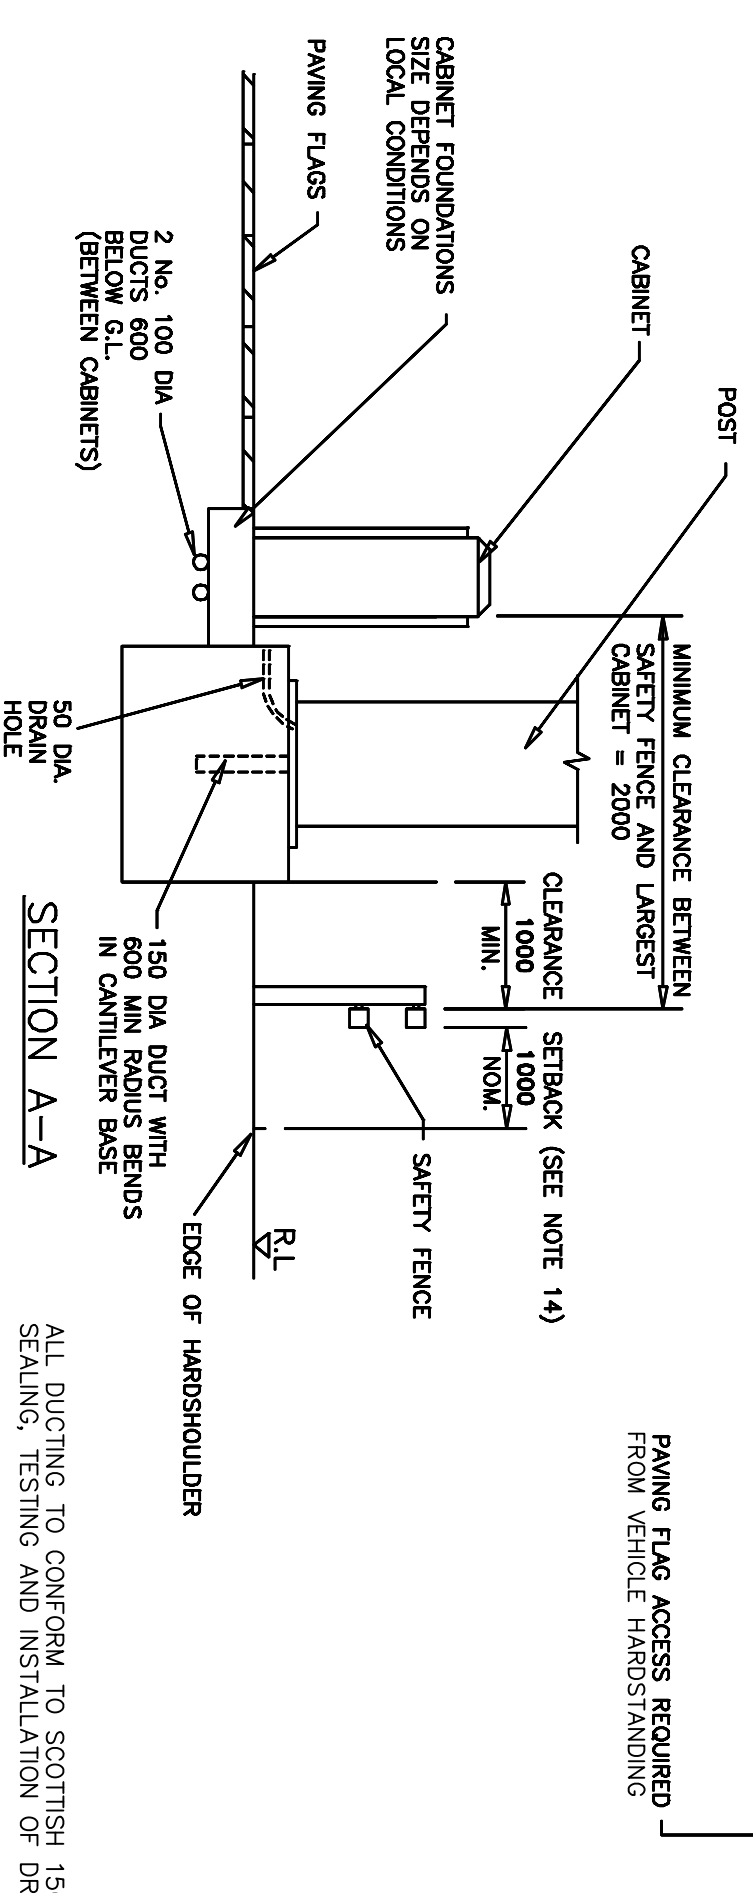 POST
CABINET
CABINET FOUNDATIONS
SIZE DEPENDS ON
LOCAL CONDITIONS
PAVING FLAGS
2 No. 100 DIA
DUCTS 600
BELOW G.L.
(BETWEEN CABINETS)
MINIMUM CLEARANCE BETWEEN
SAFETY FENCE AND LARGEST
CABINET = 2000
CLEARANCE
1000
MIN.
SETBACK (SEE NOTE 14)
1000
NOM.
SAFETY FENCE
R.L
EDGE OF HARDSHOULDER
50 DIA.
DRAIN
HOLE
150 DIA DUCT WITH
600 MIN RADIUS BENDS
IN CANTILEVER BASE
SECTION A-A
PAVING FLAG ACCESS REQUIRED
FROM VEHICLE HARDSTANDING
ALL DUCTING TO CONFORM TO SCOTTISH 15
SEALING, TESTING AND INSTALLATION OF DR